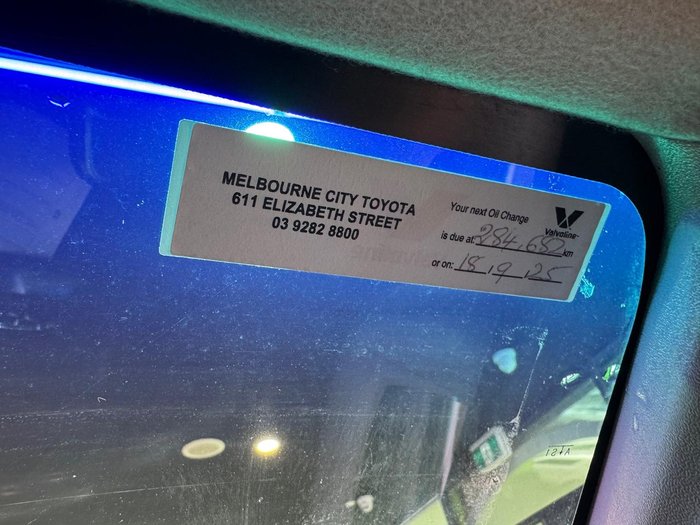 MELBOURNE CITY TOYOTA
611 ELIZABETH STREET
03 9282 8800
Your next Oil Change
Valvoline
is due at: 284,682 km
or on: 18, 9, 25